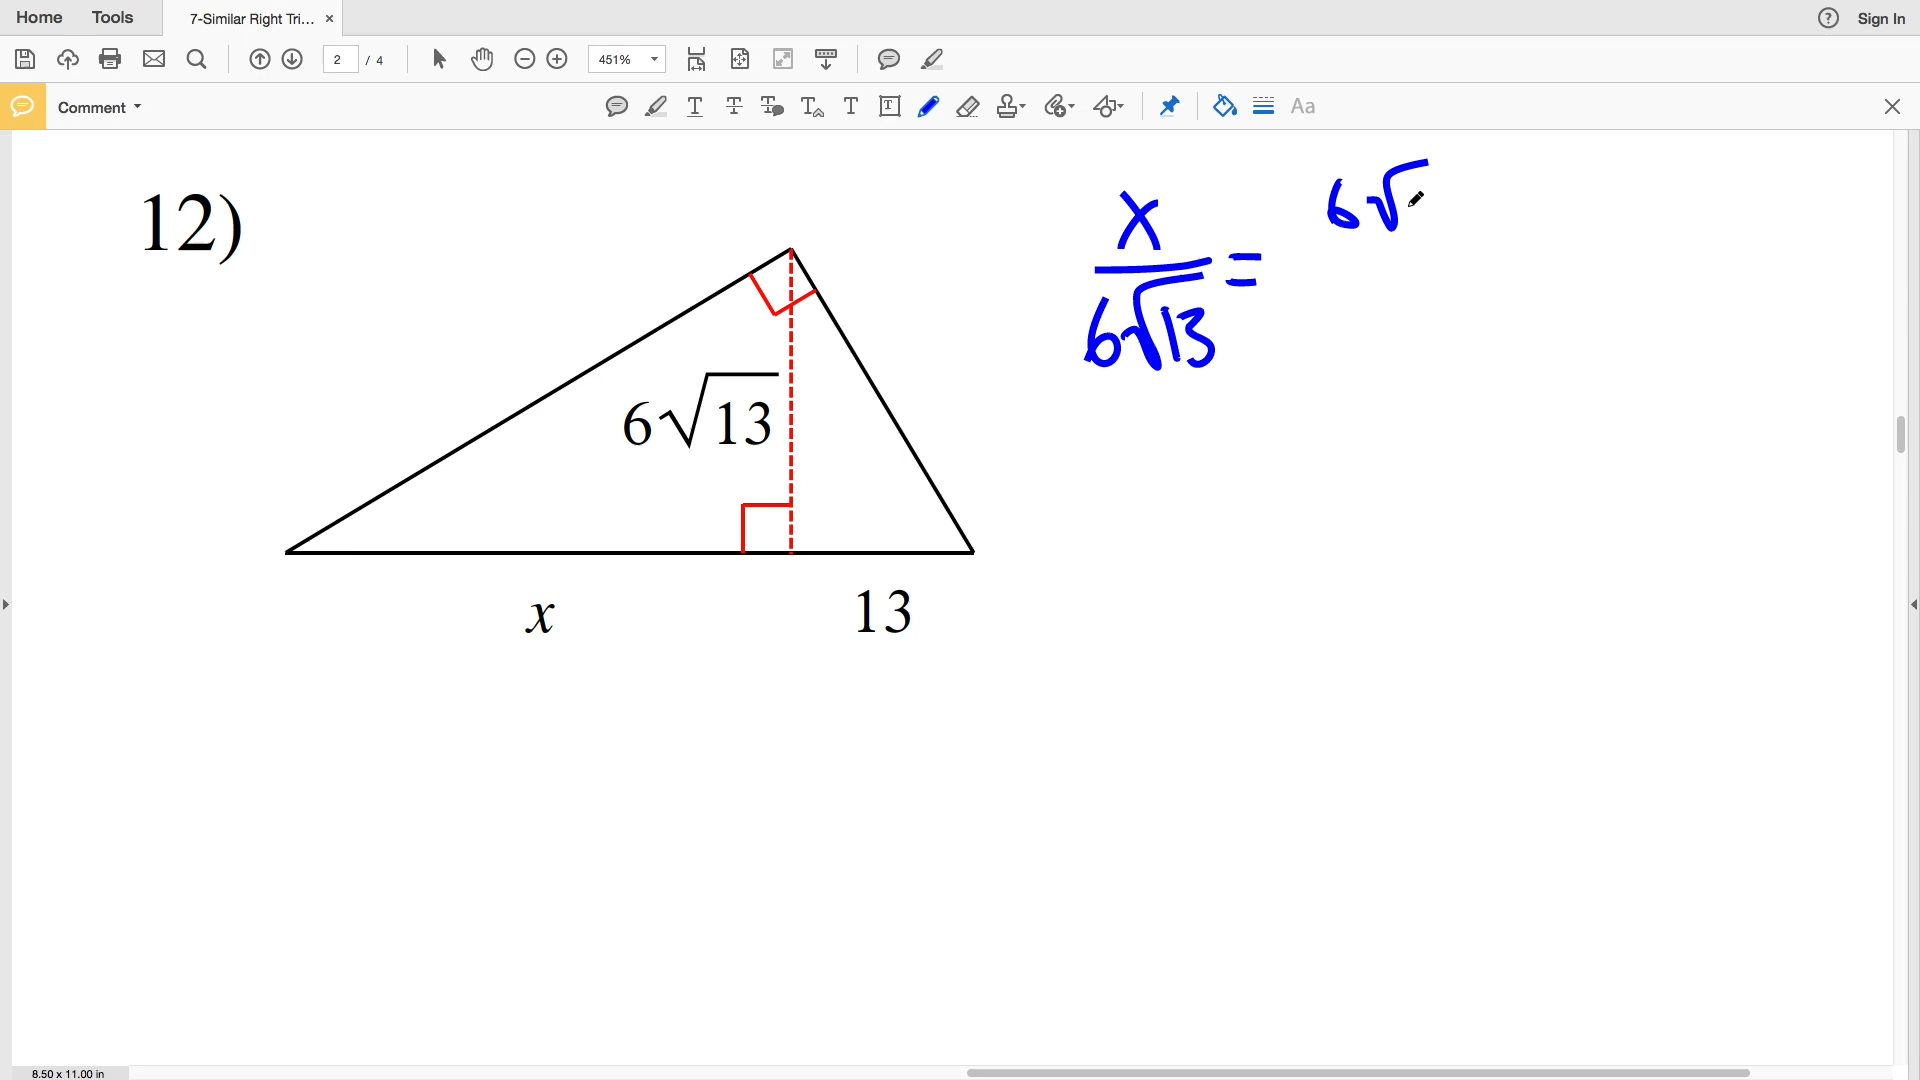 Home Tools 7-Similar Right Tri... × ? Sign In
2 / 4 451%
Comment Aa
12)
x
6√ 
=
6√13
6√13
x 13
8.50 x 11.00 in